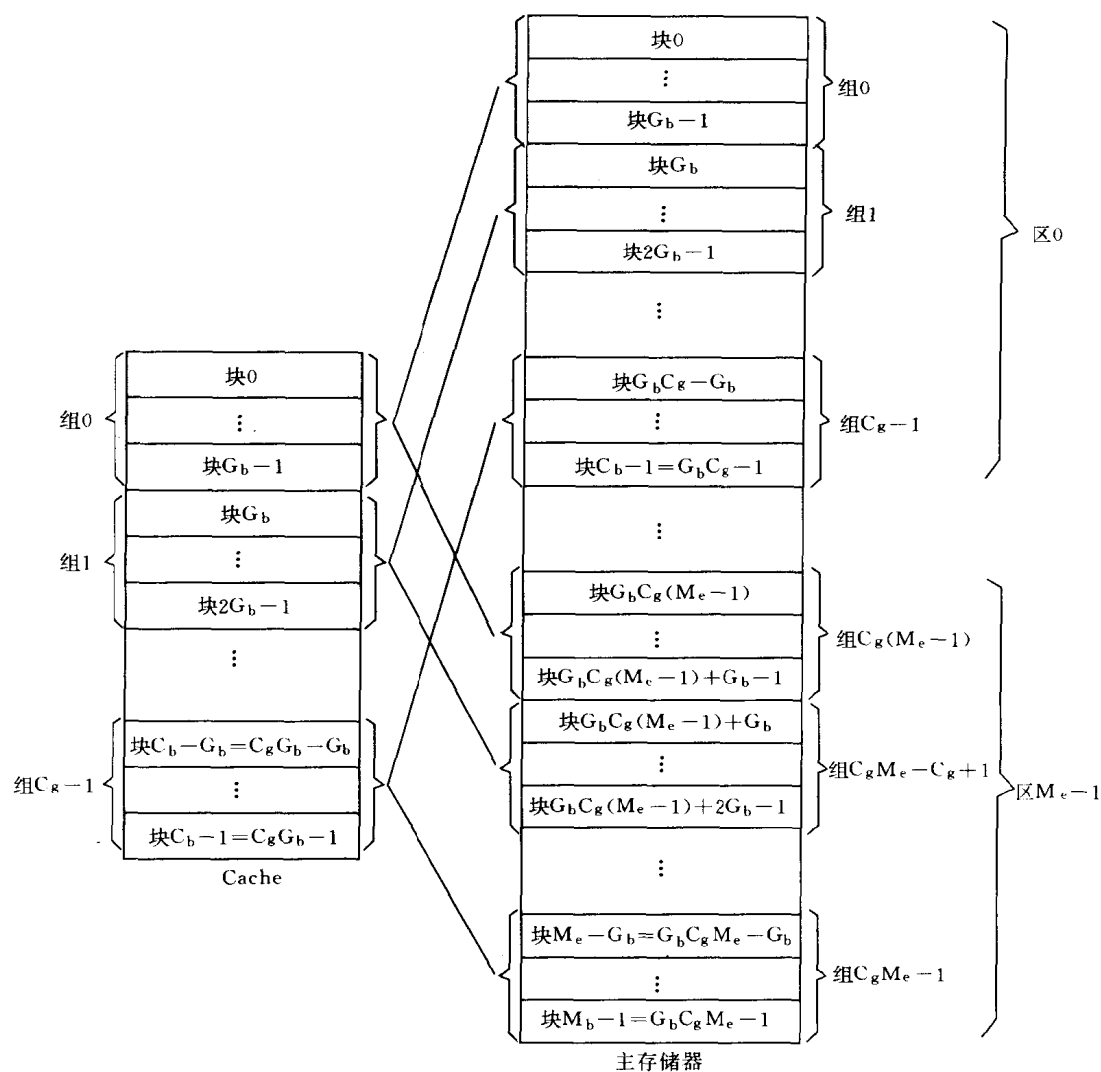 块0
⋮
组0
块G_b-1
块G_b
⋮
组1
块2G_b-1
区0
⋮
块G_bC_g-G_b
⋮
组C_g-1
块C_b-1=G_bC_g-1
⋮
块G_bC_g(M_e-1)
⋮
组C_g(M_e-1)
块G_bC_g(M_e-1)+G_b-1
块G_bC_g(M_e-1)+G_b
⋮
组C_gM_e-C_g+1
块G_bC_g(M_e-1)+2G_b-1
区M_e-1
⋮
块M_e-G_b=G_bC_gM_e-G_b
⋮
组C_gM_e-1
块M_b-1=G_bC_gM_e-1
主存储器
块0
组0
⋮
块G_b-1
块G_b
组1
⋮
块2G_b-1
⋮
块C_b-G_b=C_gG_b-G_b
组C_g-1
⋮
块C_b-1=C_gG_b-1
Cache